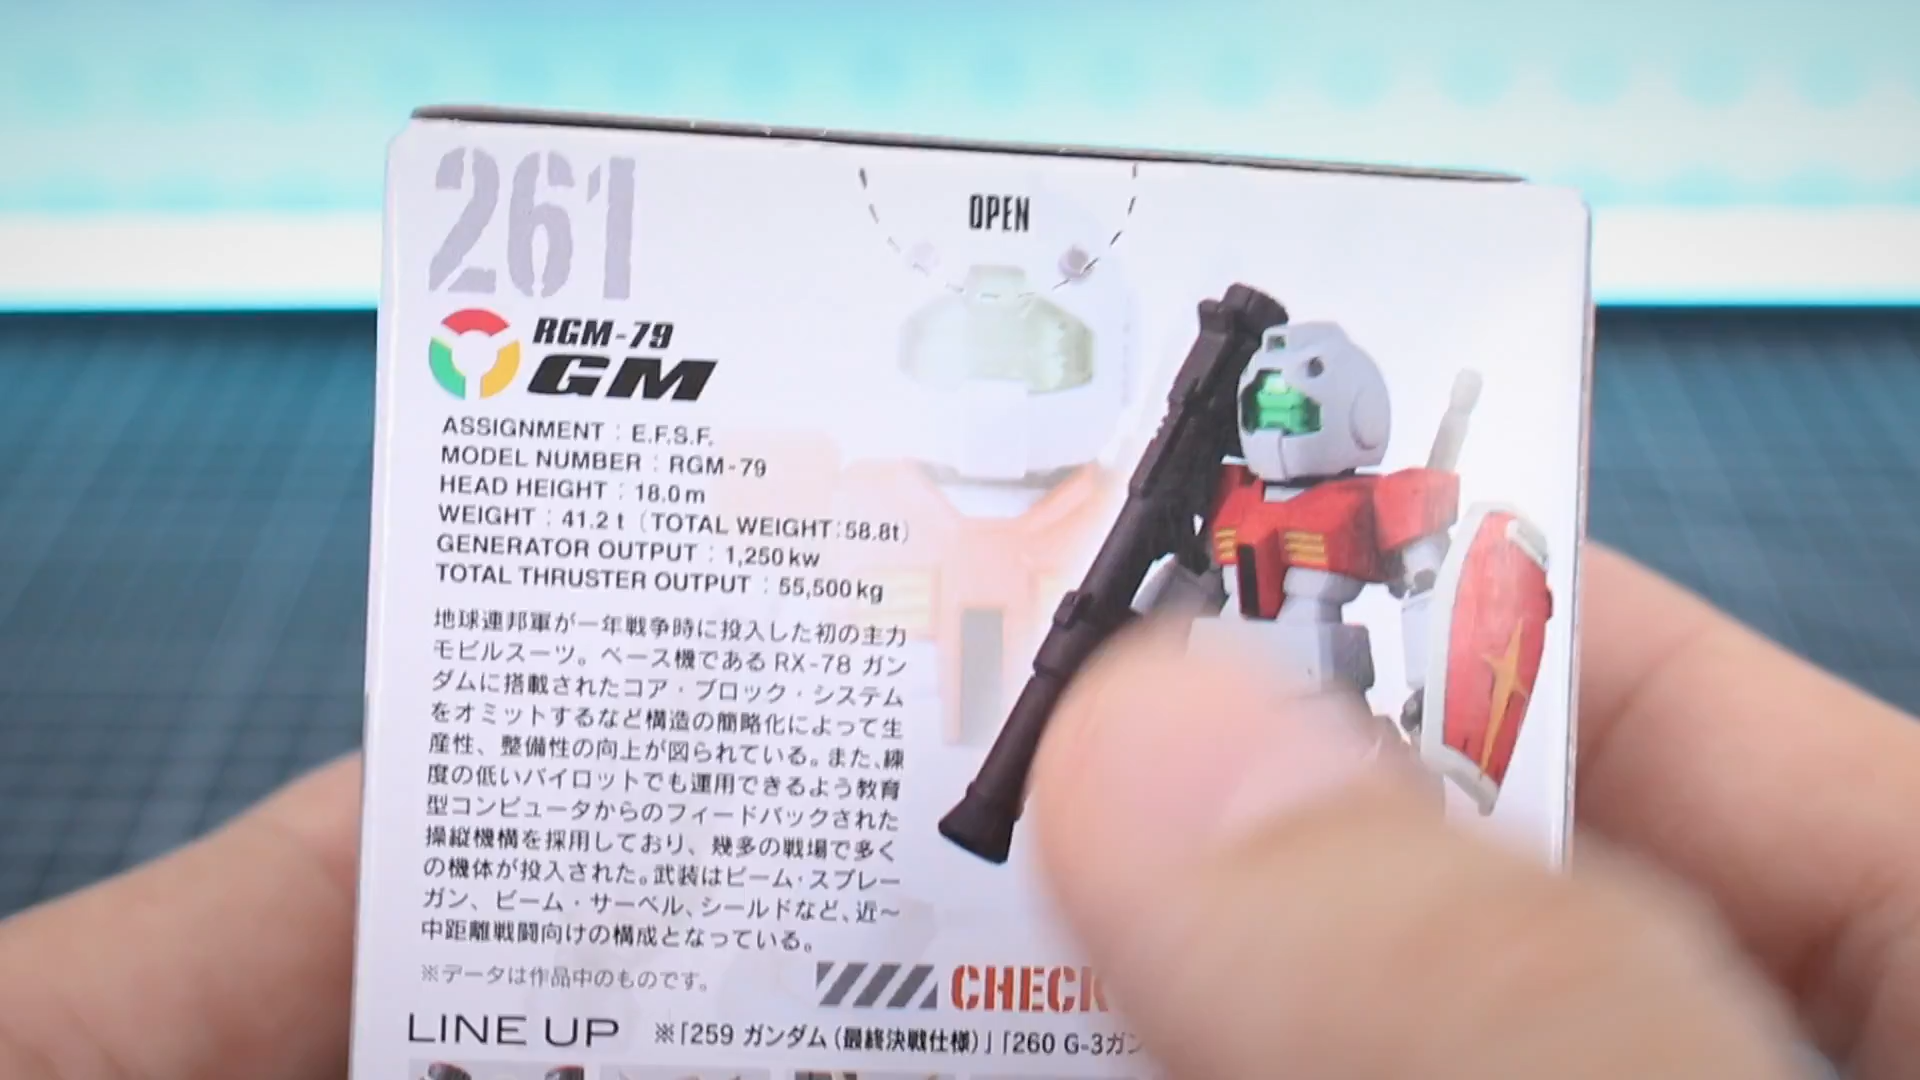 261
OPEN
RGM-79
GM
ASSIGNMENT : E.F.S.F.
MODEL NUMBER : RGM-79
HEAD HEIGHT : 18.0m
WEIGHT : 41.2t (TOTAL WEIGHT:58.8t)
GENERATOR OUTPUT : 1,250kw
TOTAL THRUSTER OUTPUT : 55,500kg
地球連邦軍が一年戦争時に投入した初の主力
モビルスーツ。ベース機であるRX-78 ガン
ダムに搭載されたコア・ブロック・システム
をオミットするなど構造の簡略化によって生
産性、整備性の向上が図られている。また、練
度の低いパイロットでも運用できるよう教育
型コンピュータからのフィードバックされた
操縦機構を採用しており、幾多の戦場で多く
の機体が投入された。武装はビーム・スプレー
ガン、ビーム・サーベル、シールドなど、近〜
中距離戦闘向けの構成となっている。
※データは作品中のものです。
CHECK
LINE UP ※「259 ガンダム(最終決戦仕様)」「260 G-3ガン